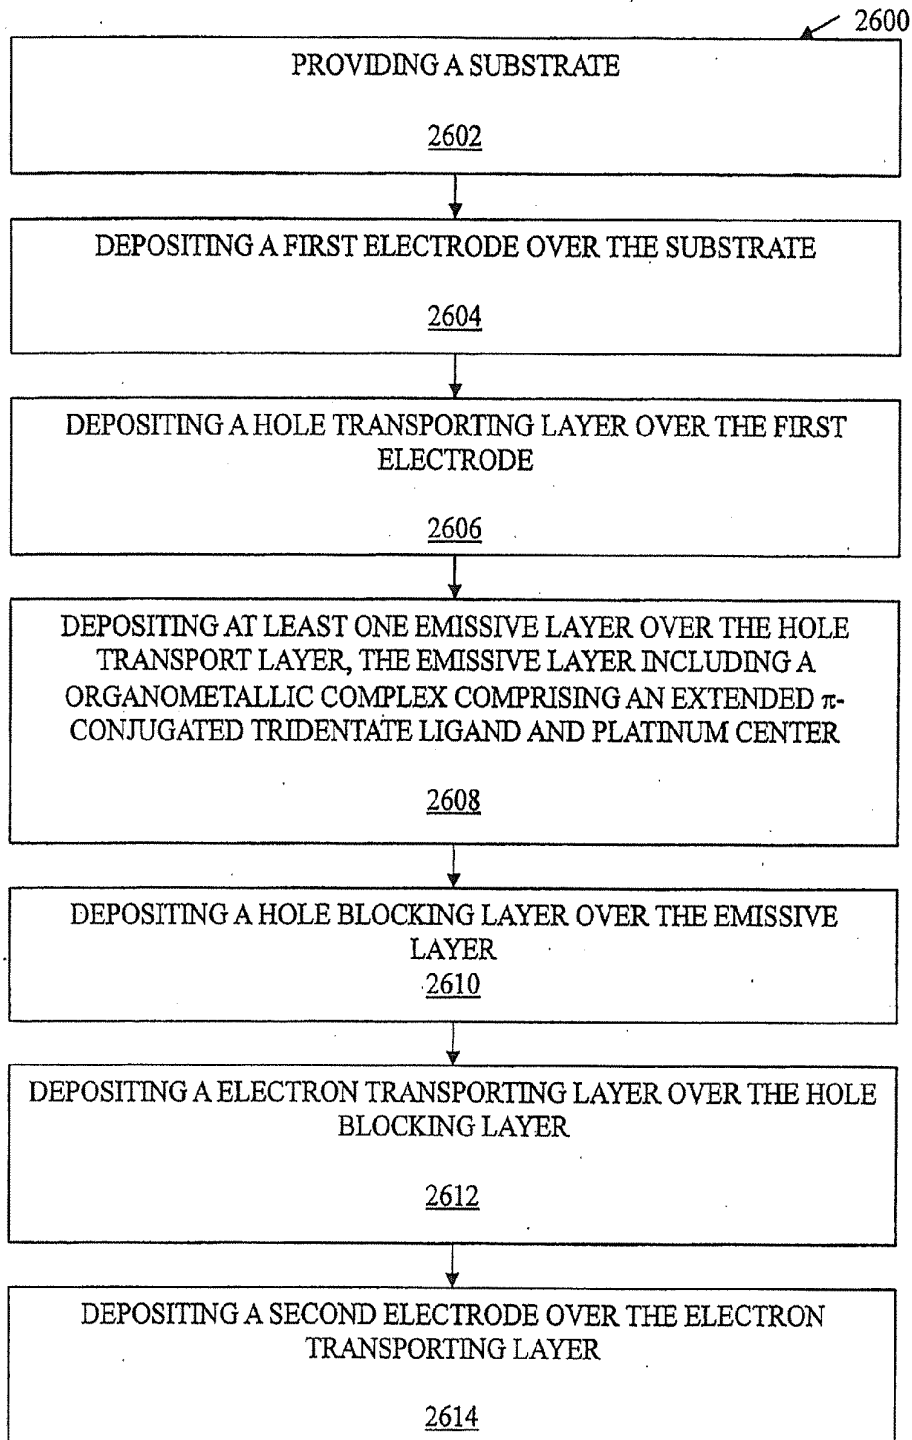 2600
PROVIDING A SUBSTRATE
2602
DEPOSITING A FIRST ELECTRODE OVER THE SUBSTRATE
2604
DEPOSITING A HOLE TRANSPORTING LAYER OVER THE FIRST
ELECTRODE
2606
DEPOSITING AT LEAST ONE EMISSIVE LAYER OVER THE HOLE
TRANSPORT LAYER, THE EMISSIVE LAYER INCLUDING A
ORGANOMETALLIC COMPLEX COMPRISING AN EXTENDED π-
CONJUGATED TRIDENTATE LIGAND AND PLATINUM CENTER
2608
DEPOSITING A HOLE BLOCKING LAYER OVER THE EMISSIVE
LAYER
2610
DEPOSITING A ELECTRON TRANSPORTING LAYER OVER THE HOLE
BLOCKING LAYER
2612
DEPOSITING A SECOND ELECTRODE OVER THE ELECTRON
TRANSPORTING LAYER
2614